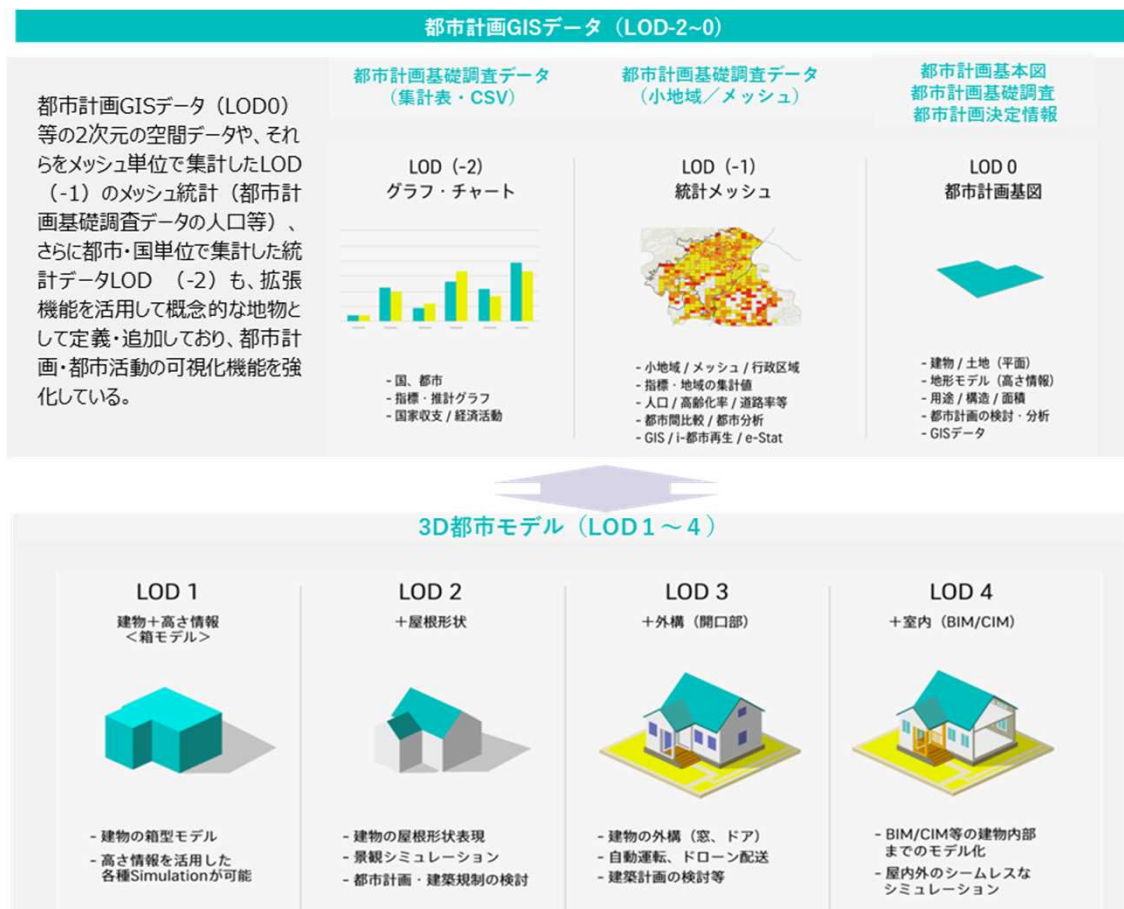 都市計画GISデータ（LOD-2~0）
都市計画GISデータ（LOD0）
等の2次元の空間データや、それ
らをメッシュ単位で集計したLOD
（-1）のメッシュ統計（都市計
画基礎調査データの人口等）、
さらに都市・国単位で集計した統
計データLOD （-2）も、拡張
機能を活用して概念的な地物と
して定義・追加しており、都市計
画・都市活動の可視化機能を強
化している。
都市計画基礎調査データ
（集計表・CSV）
LOD（-2）
グラフ・チャート
- 国、都市
- 指標・推計グラフ
- 国家収支 / 経済活動
都市計画基礎調査データ
（小地域／メッシュ）
LOD（-1）
統計メッシュ
- 小地域 / メッシュ / 行政区域
- 指標・地域の集計値
- 人口 / 高齢化率 / 道路率等
- 都市間比較 / 都市分析
- GIS / i-都市再生 / e-Stat
都市計画基本図
都市計画基礎調査
都市計画決定情報
LOD 0
都市計画基図
- 建物 / 土地（平面）
- 地形モデル（高さ情報）
- 用途 / 構造 / 面積
- 都市計画の検討・分析
- GISデータ
3D都市モデル（LOD１～４）
LOD 1
建物＋高さ情報
＜箱モデル＞
- 建物の箱型モデル
- 高さ情報を活用した
各種Simulationが可能
LOD 2
＋屋根形状
- 建物の屋根形状表現
- 景観シミュレーション
- 都市計画・建築規制の検討
LOD 3
＋外構（開口部）
- 建物の外構（窓、ドア）
- 自動運転、ドローン配送
- 建築計画の検討等
LOD 4
＋室内（BIM/CIM）
- BIM/CIM等の建物内部
までのモデル化
- 屋内外のシームレスな
シミュレーション